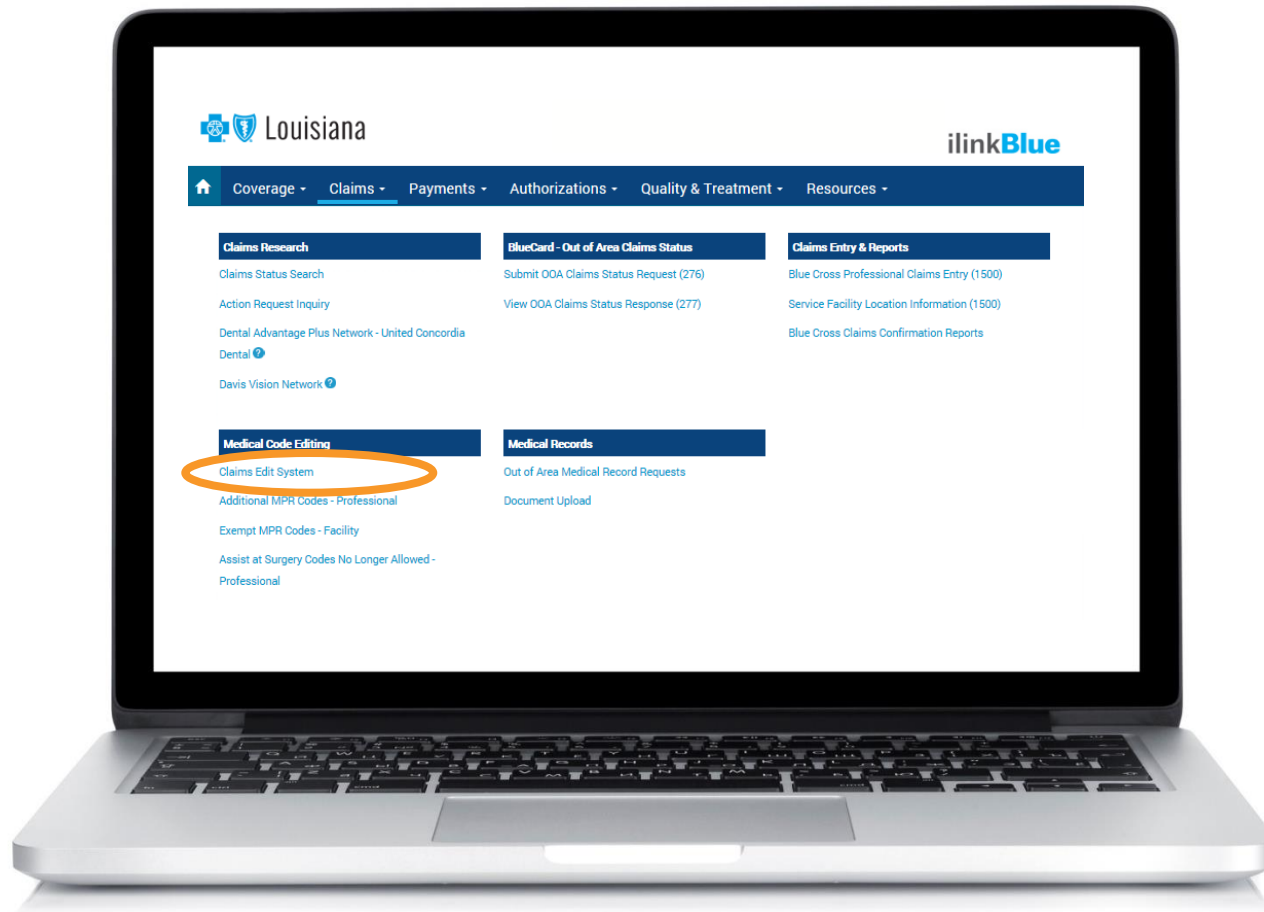 Louisiana
ilinkBlue
Coverage Claims Payments Authorizations Quality & Treatment Resources
Claims Research
Claims Status Search
Action Request Inquiry
Dental Advantage Plus Network - United Concordia
Dental ?
Davis Vision Network ?
BlueCard - Out of Area Claims Status
Submit OOA Claims Status Request (276)
View OOA Claims Status Response (277)
Claims Entry & Reports
Blue Cross Professional Claims Entry (1500)
Service Facility Location Information (1500)
Blue Cross Claims Confirmation Reports
Medical Code Editing
Claims Edit System
Additional MPR Codes - Professional
Exempt MPR Codes - Facility
Assist at Surgery Codes No Longer Allowed -
Professional
Medical Records
Out of Area Medical Record Requests
Document Upload